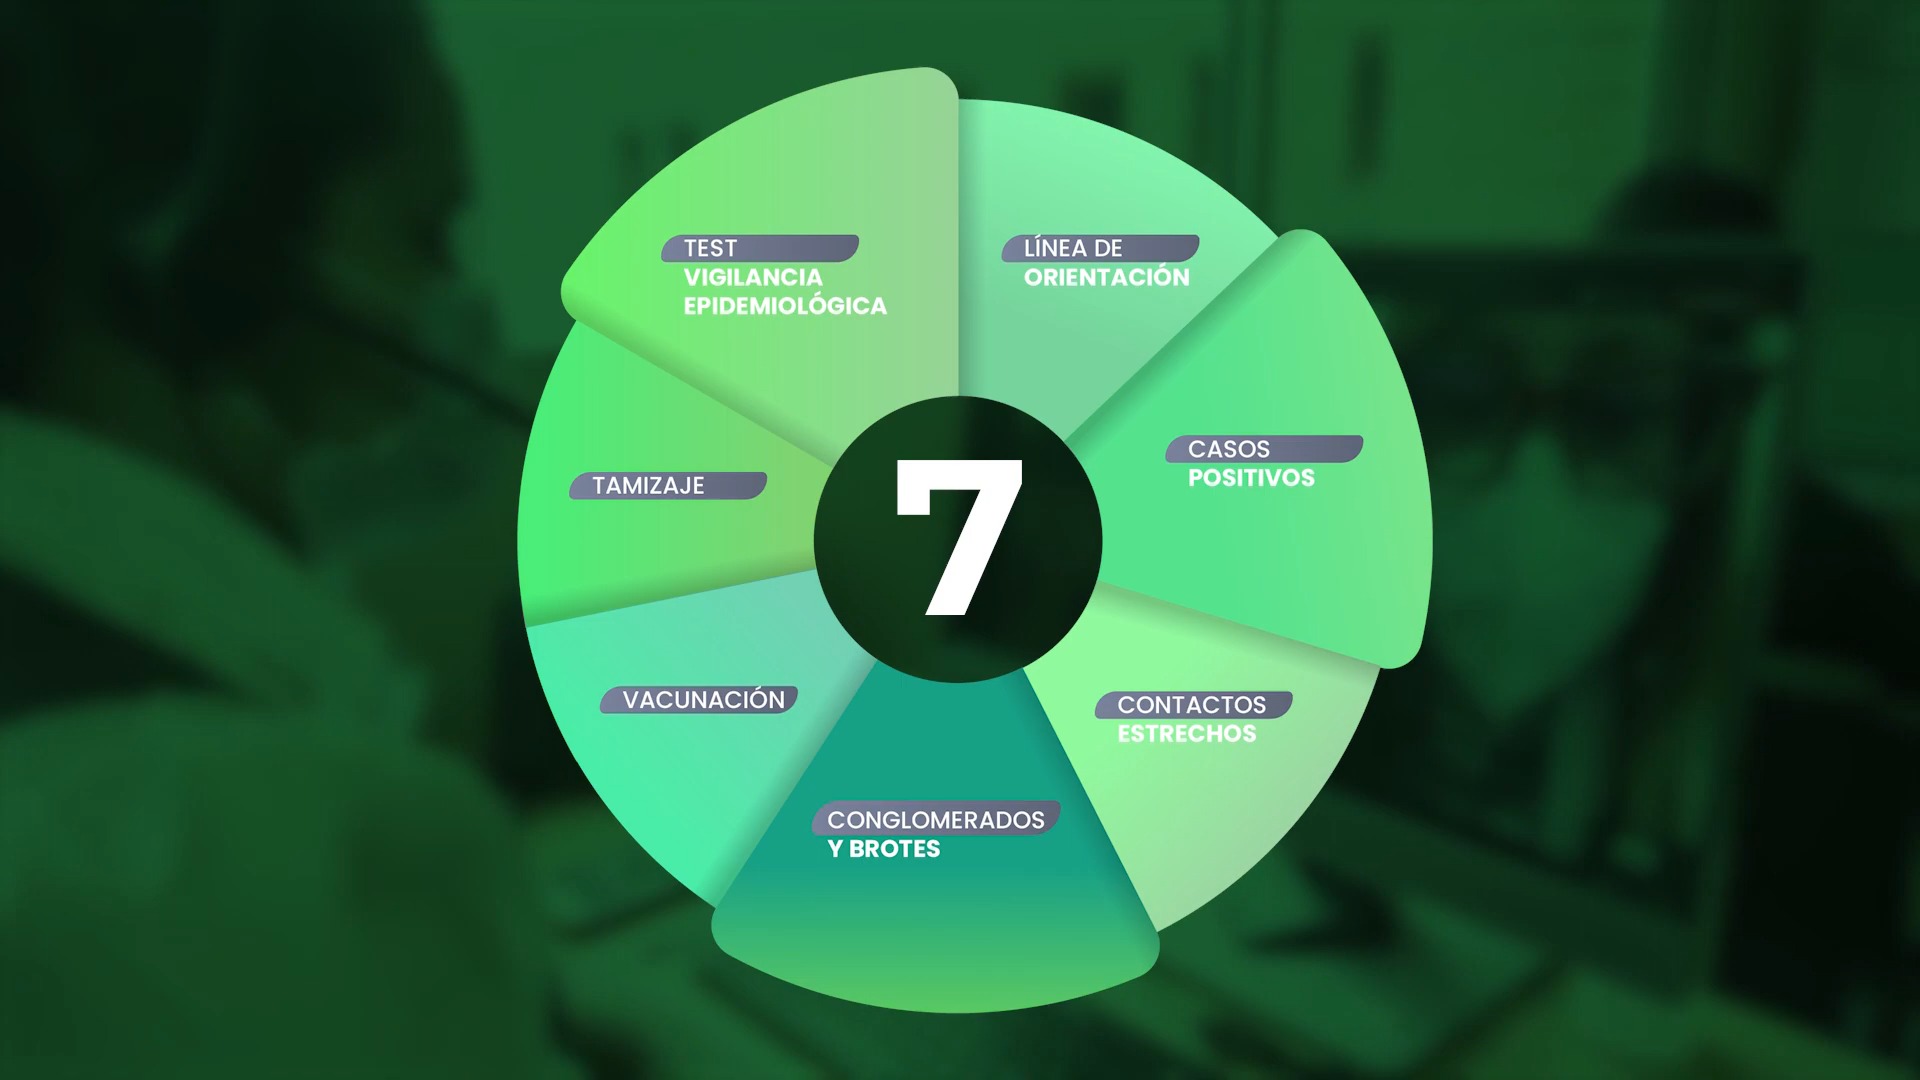 TEST
VIGILANCIA
EPIDEMIOLÓGICA
LÍNEA DE
ORIENTACIÓN
CASOS
POSITIVOS
TAMIZAJE
7
VACUNACIÓN
CONTACTOS
ESTRECHOS
CONGLOMERADOS
Y BROTES